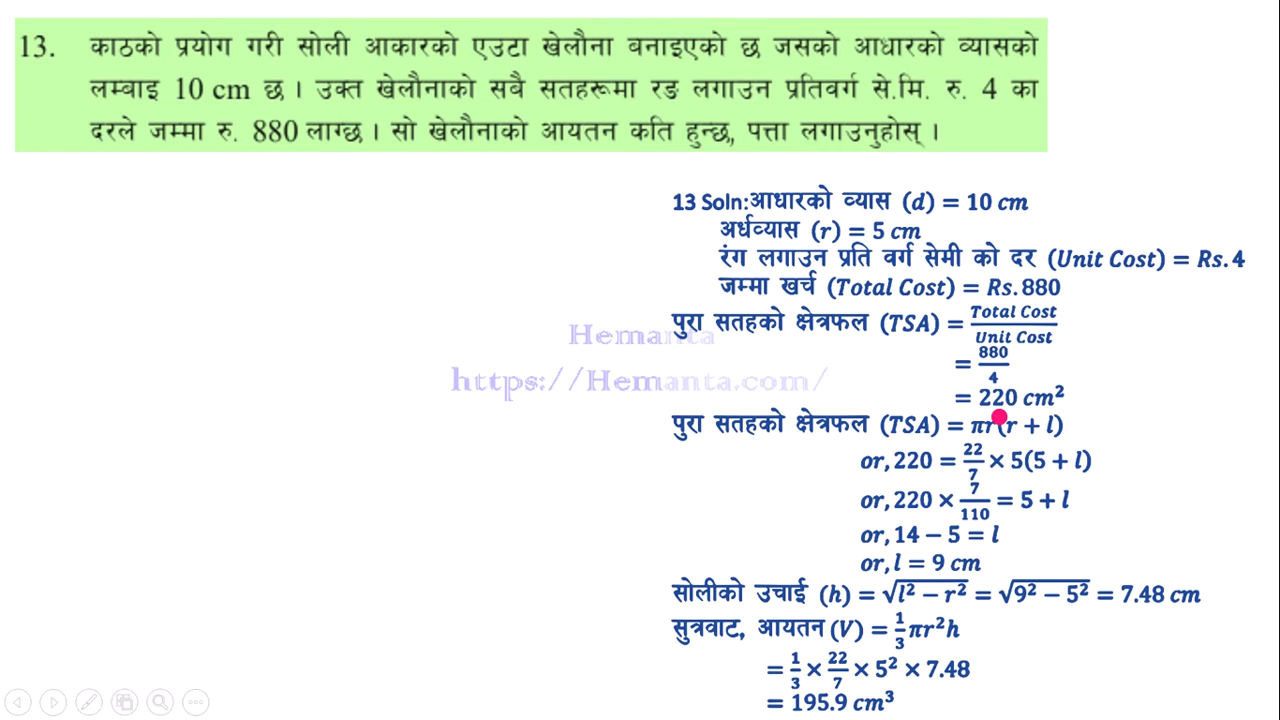 13. काठको प्रयोग गरी सोली आकारको एउटा खेलौना बनाइएको छ जसको आधारको व्यासको
लम्बाइ 10 cm छ । उक्त खेलौनाको सबै सतहरूमा रङ लगाउन प्रतिवर्ग से.मि. रु. 4 का
दरले जम्मा रु. 880 लाग्छ । सो खेलौनाको आयतन कति हुन्छ, पत्ता लगाउनुहोस् ।
13 Soln:आधारको व्यास (d) = 10 cm
अर्धव्यास (r) = 5 cm
रंग लगाउन प्रति वर्ग सेमी को दर (Unit Cost) = Rs.4
जम्मा खर्च (Total Cost) = Rs.880
पुरा सतहको क्षेत्रफल (TSA) = Total Cost / Unit Cost
= 880/4
= 220 cm²
पुरा सतहको क्षेत्रफल (TSA) = πr(r + l)
or, 220 = 22/7 × 5(5 + l)
or, 220 × 7/110 = 5 + l
or, 14 − 5 = l
or, l = 9 cm
सोलीको उचाई (h) = √l² − r² = √9² − 5² = 7.48 cm
सुत्रवाट, आयतन (V) = 1/3 πr²h
= 1/3 × 22/7 × 5² × 7.48
= 195.9 cm³
Hemanta
https://Hemanta.com/